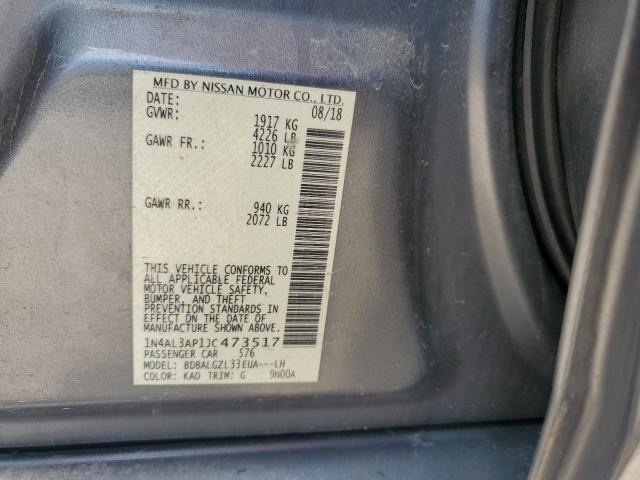 MFD BY NISSAN MOTOR CO., LTD.
DATE: 08/18
GVWR: 1917 KG
4226 LB
GAWR FR.: 1010 KG
2227 LB
GAWR RR.: 940 KG
2072 LB
THIS VEHICLE CONFORMS TO
ALL APPLICABLE FEDERAL
MOTOR VEHICLE SAFETY,
BUMPER, AND THEFT
PREVENTION STANDARDS
IN EFFECT ON THE DATE OF
MANUFACTURE SHOWN ABOVE.
1N4AL3AP1JC473517
PASSENGER CAR 576
MODEL: BDBALGZL33EUA---LH
COLOR: KAD TRIM: G 9N00A